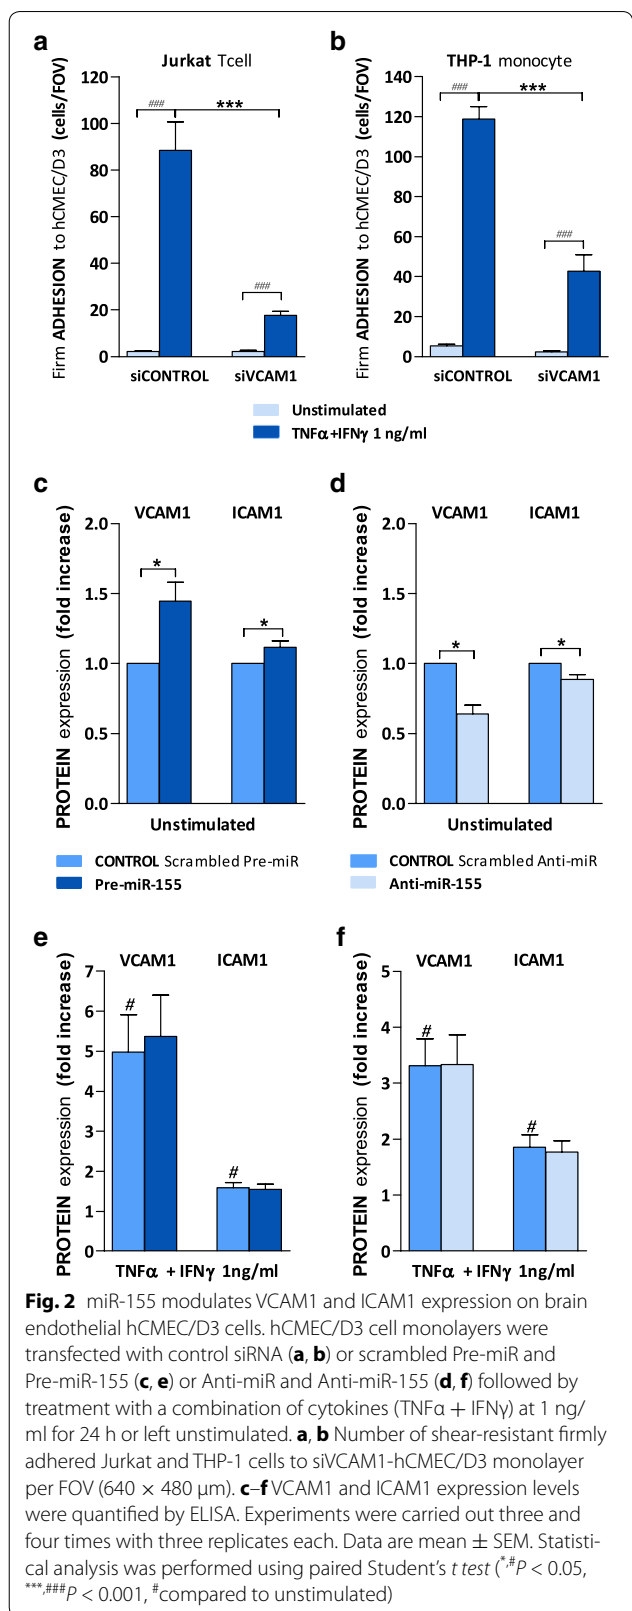 a
Jurkat Tcell
Firm ADHESION to hCMEC/D3 (cells/FOV)
120
100
80
60
40
20
0
###
***
###
siCONTROL
siVCAM1
b
THP-1 monocyte
Firm ADHESION to hCMEC/D3 (cells/FOV)
140
120
100
80
60
40
20
0
###
***
###
siCONTROL
siVCAM1
Unstimulated
TNFα+IFNγ 1 ng/ml
c
VCAM1
ICAM1
PROTEIN expression (fold increase)
2.0
1.5
1.0
0.5
0.0
*
*
Unstimulated
CONTROL Scrambled Pre-miR
Pre-miR-155
d
VCAM1
ICAM1
PROTEIN expression (fold increase)
2.0
1.5
1.0
0.5
0.0
*
*
Unstimulated
CONTROL Scrambled Anti-miR
Anti-miR-155
e
VCAM1
ICAM1
PROTEIN expression (fold increase)
7
6
5
4
3
2
1
0
#
#
TNFα + IFNγ 1ng/ml
f
VCAM1
ICAM1
PROTEIN expression (fold increase)
5
4
3
2
1
0
#
#
TNFα + IFNγ 1ng/ml
Fig. 2 miR-155 modulates VCAM1 and ICAM1 expression on brain
endothelial hCMEC/D3 cells. hCMEC/D3 cell monolayers were
transfected with control siRNA (a, b) or scrambled Pre-miR and
Pre-miR-155 (c, e) or Anti-miR and Anti-miR-155 (d, f) followed by
treatment with a combination of cytokines (TNFα + IFNγ) at 1 ng/
ml for 24 h or left unstimulated. a, b Number of shear-resistant firmly
adhered Jurkat and THP-1 cells to siVCAM1-hCMEC/D3 monolayer
per FOV (640 × 480 µm). c–f VCAM1 and ICAM1 expression levels
were quantified by ELISA. Experiments were carried out three and
four times with three replicates each. Data are mean ± SEM. Statisti-
cal analysis was performed using paired Student's t test (*,#P < 0.05,
***,###P < 0.001, #compared to unstimulated)